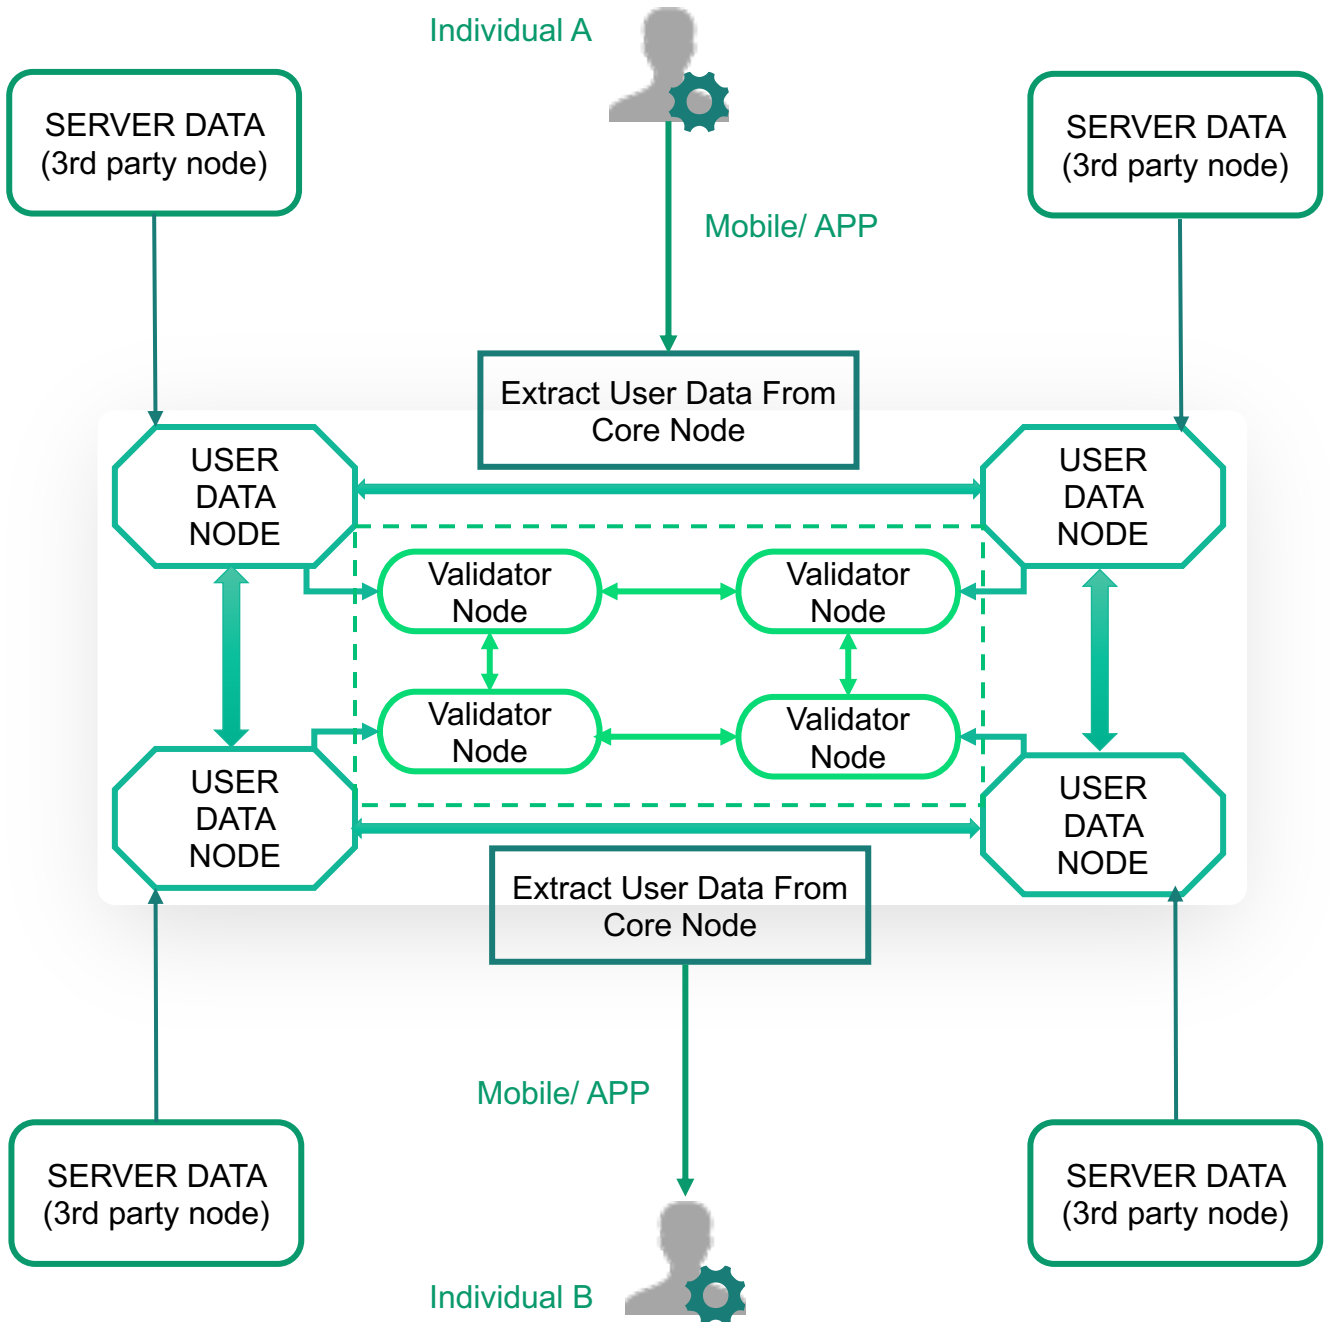 Individual A
SERVER DATA
(3rd party node)
SERVER DATA
(3rd party node)
Mobile/ APP
Extract User Data From
Core Node
USER
DATA
NODE
USER
DATA
NODE
Validator
Node
Validator
Node
Validator
Node
Validator
Node
USER
DATA
NODE
USER
DATA
NODE
Extract User Data From
Core Node
Mobile/ APP
SERVER DATA
(3rd party node)
SERVER DATA
(3rd party node)
Individual B